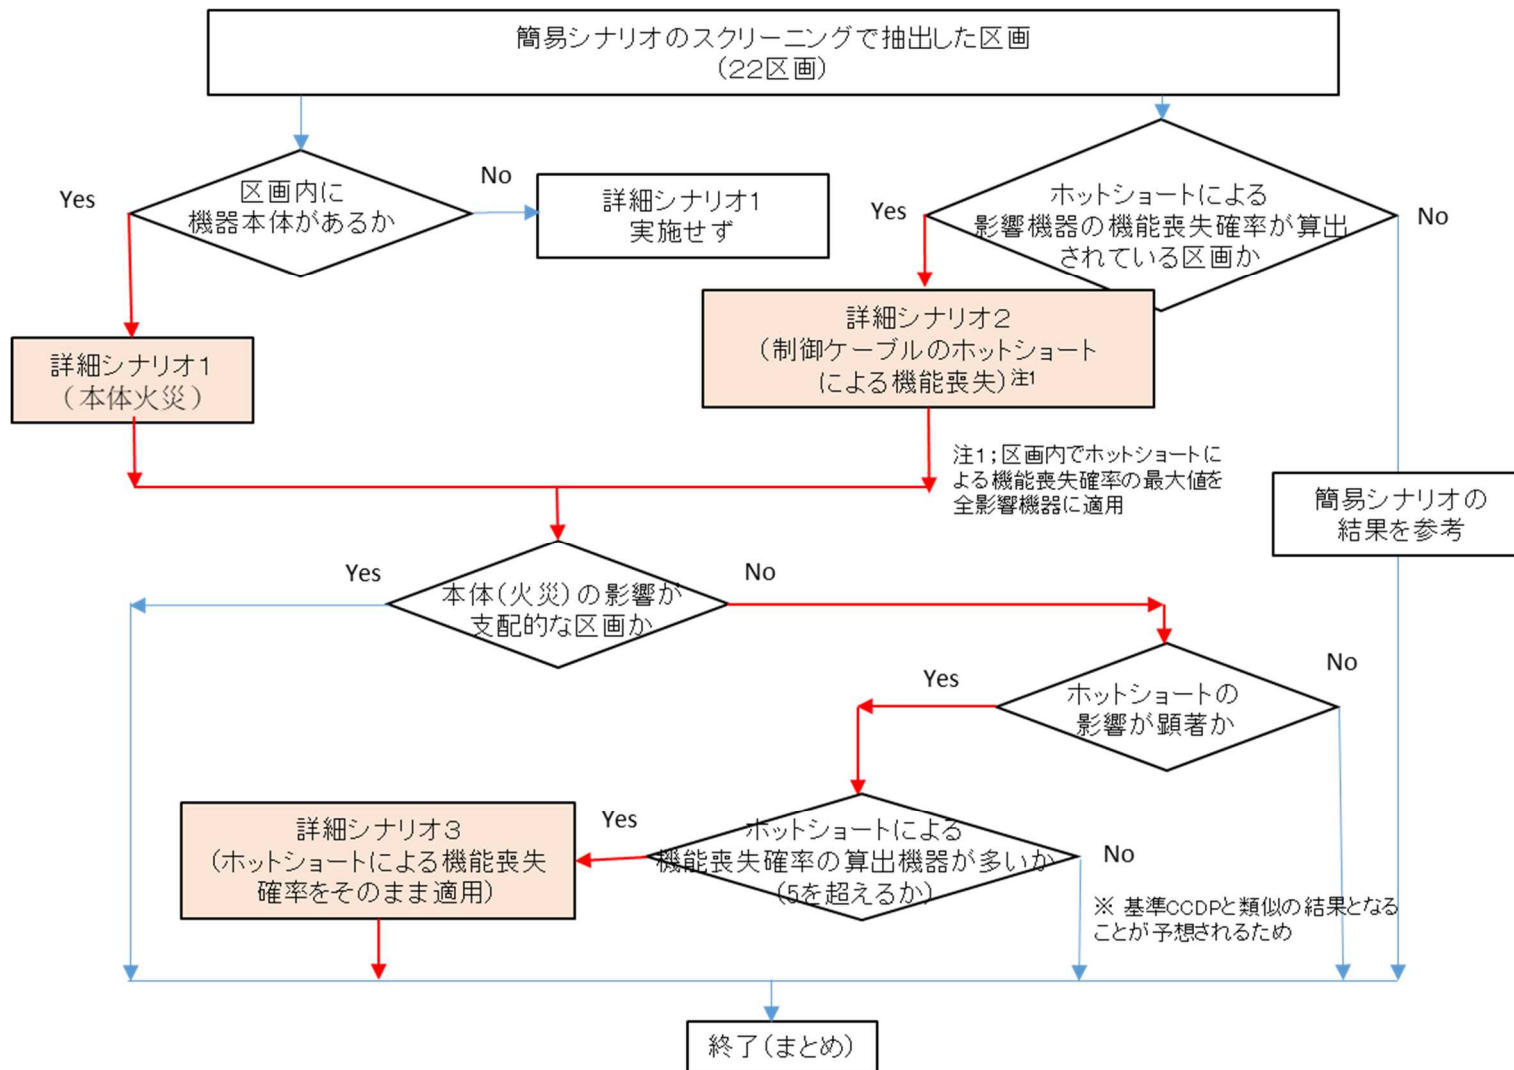 簡易シナリオのスクリーニングで抽出した区画
(22区画)
Yes
区画内に
機器本体があるか
No
詳細シナリオ1
実施せず
Yes
ホットショートによる
影響機器の機能喪失確率が算出
されている区画か
No
詳細シナリオ1
(本体火災)
詳細シナリオ2
(制御ケーブルのホットショート
による機能喪失)注1
注1;区画内でホットショートに
よる機能喪失確率の最大値を
全影響機器に適用
簡易シナリオの
結果を参考
Yes
本体(火災)の影響が
支配的な区画か
No
Yes
ホットショートの
影響が顕著か
No
詳細シナリオ3
(ホットショートによる機能喪失
確率をそのまま適用)
Yes
ホットショートによる
機能喪失確率の算出機器が多いか
(5を超えるか)
No
※ 基準CCDPと類似の結果となる
ことが予想されるため
終了(まとめ)